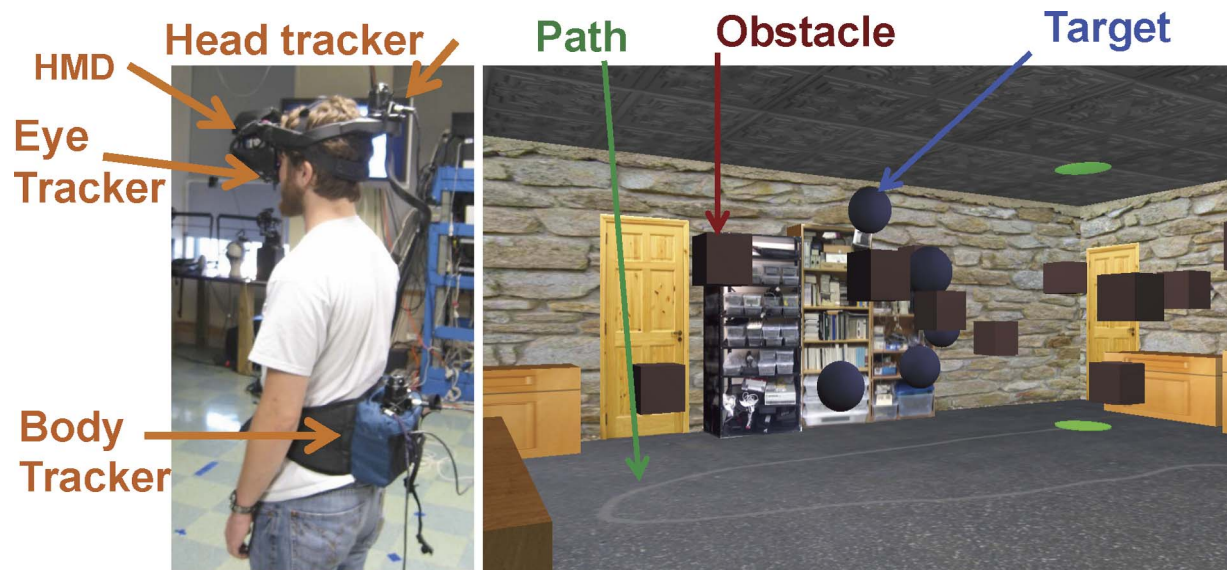 Head tracker
HMD
Eye
Tracker
Body
Tracker
Path
Obstacle
Target